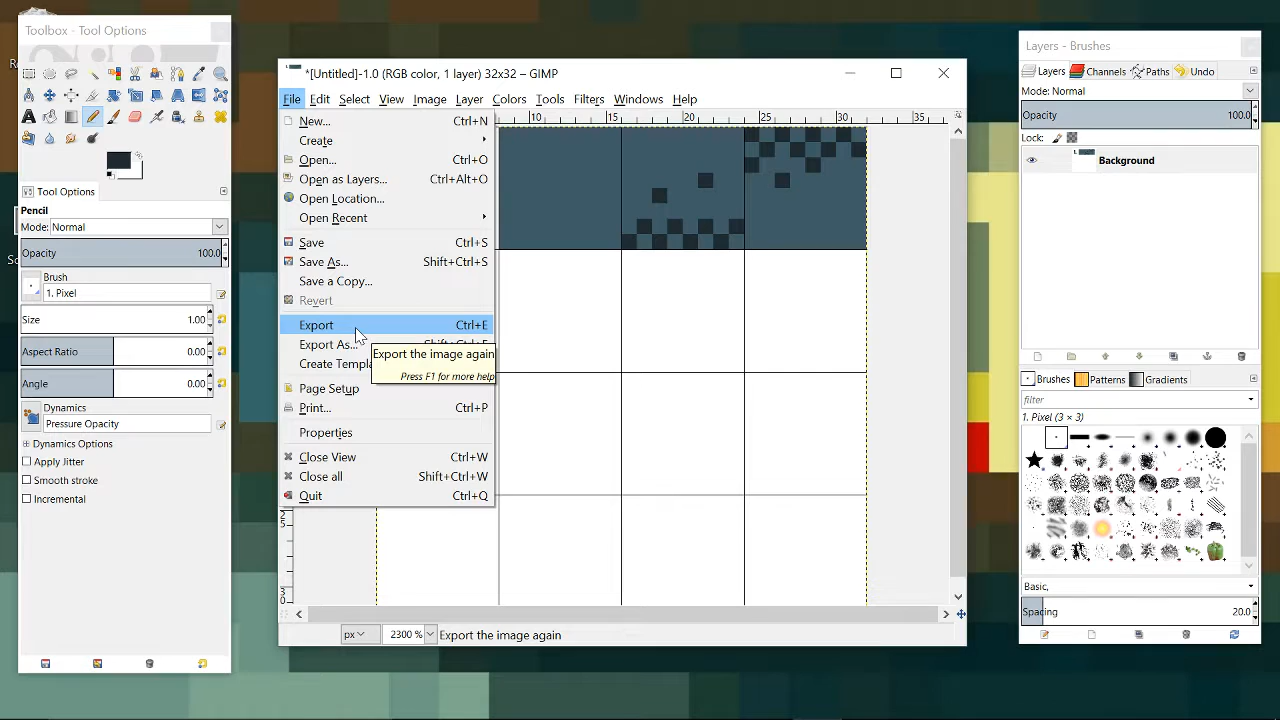 Toolbox - Tool Options
Tool Options
Pencil
Mode: Normal
Opacity 100.0
Brush
1. Pixel
Size 1.00
Aspect Ratio 0.00
Angle 0.00
Dynamics
Pressure Opacity
Dynamics Options
Apply Jitter
Smooth stroke
Incremental
*[Untitled]-1.0 (RGB color, 1 layer) 32x32 – GIMP
File Edit Select View Image Layer Colors Tools Filters Windows Help
10 15 20 25 30 35
New... Ctrl+N
Create
Open... Ctrl+O
Open as Layers... Ctrl+Alt+O
Open Location...
Open Recent
Save Ctrl+S
Save As... Shift+Ctrl+S
Save a Copy...
Revert
Export Ctrl+E
Export As...
Export the image again
Press F1 for more help
Page Setup
Print... Ctrl+P
Properties
Close View Ctrl+W
Close all Shift+Ctrl+W
Quit Ctrl+Q
px 2300 % Export the image again
Layers - Brushes
Layers Channels Paths Undo
Mode: Normal
Opacity 100.0
Lock:
Background
Brushes Patterns Gradients
filter
1. Pixel (3 × 3)
Basic,
Spacing 20.0